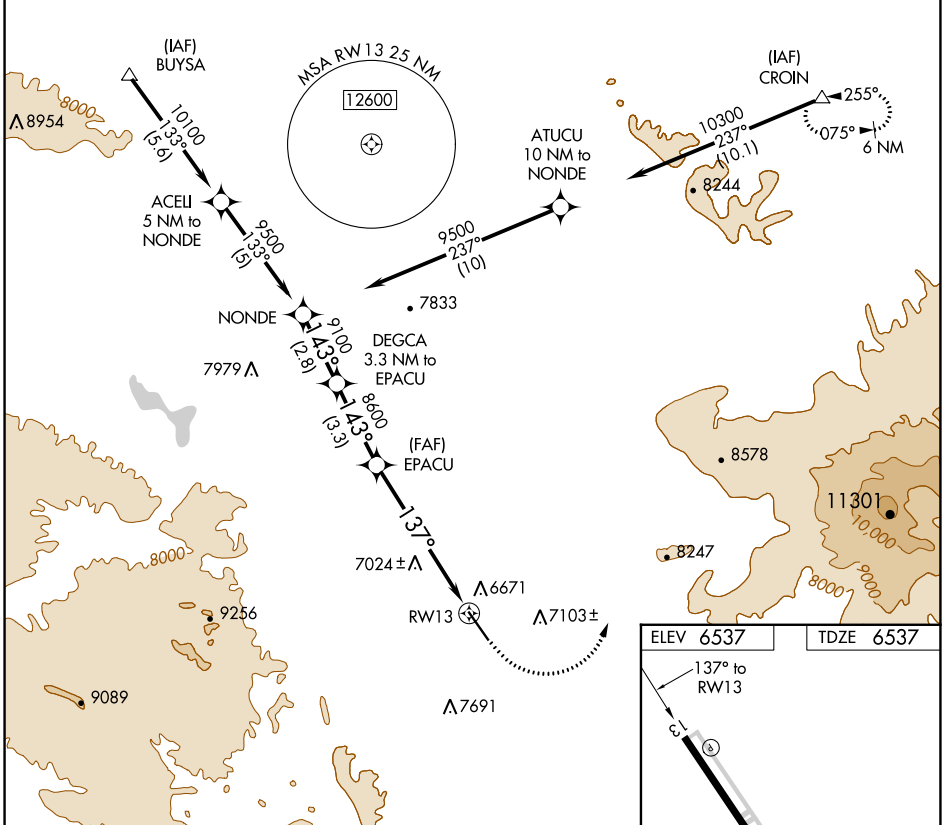 (IAF)
BUYSA
MSA RW13 25 NM
12600
(IAF)
CROIN
255°
075°
6 NM
8000
8954
10100
133°
(5.6)
10300
237°
(10.1)
ATUCU
10 NM to
NONDE
8244
ACELI
5 NM to
NONDE
9500
133°
(5)
9500
237°
(10)
7833
NONDE
9100
143°
(2.8)
DEGCA
3.3 NM to
EPACU
7979
8600
143°
(3.3)
(FAF)
EPACU
8578
11301
10,000
9000
8000
8247
137°
8000
7024±
6671
RW13
7103±
9256
9089
7691
ELEV 6537
TDZE 6537
137° to
RW13
13
P